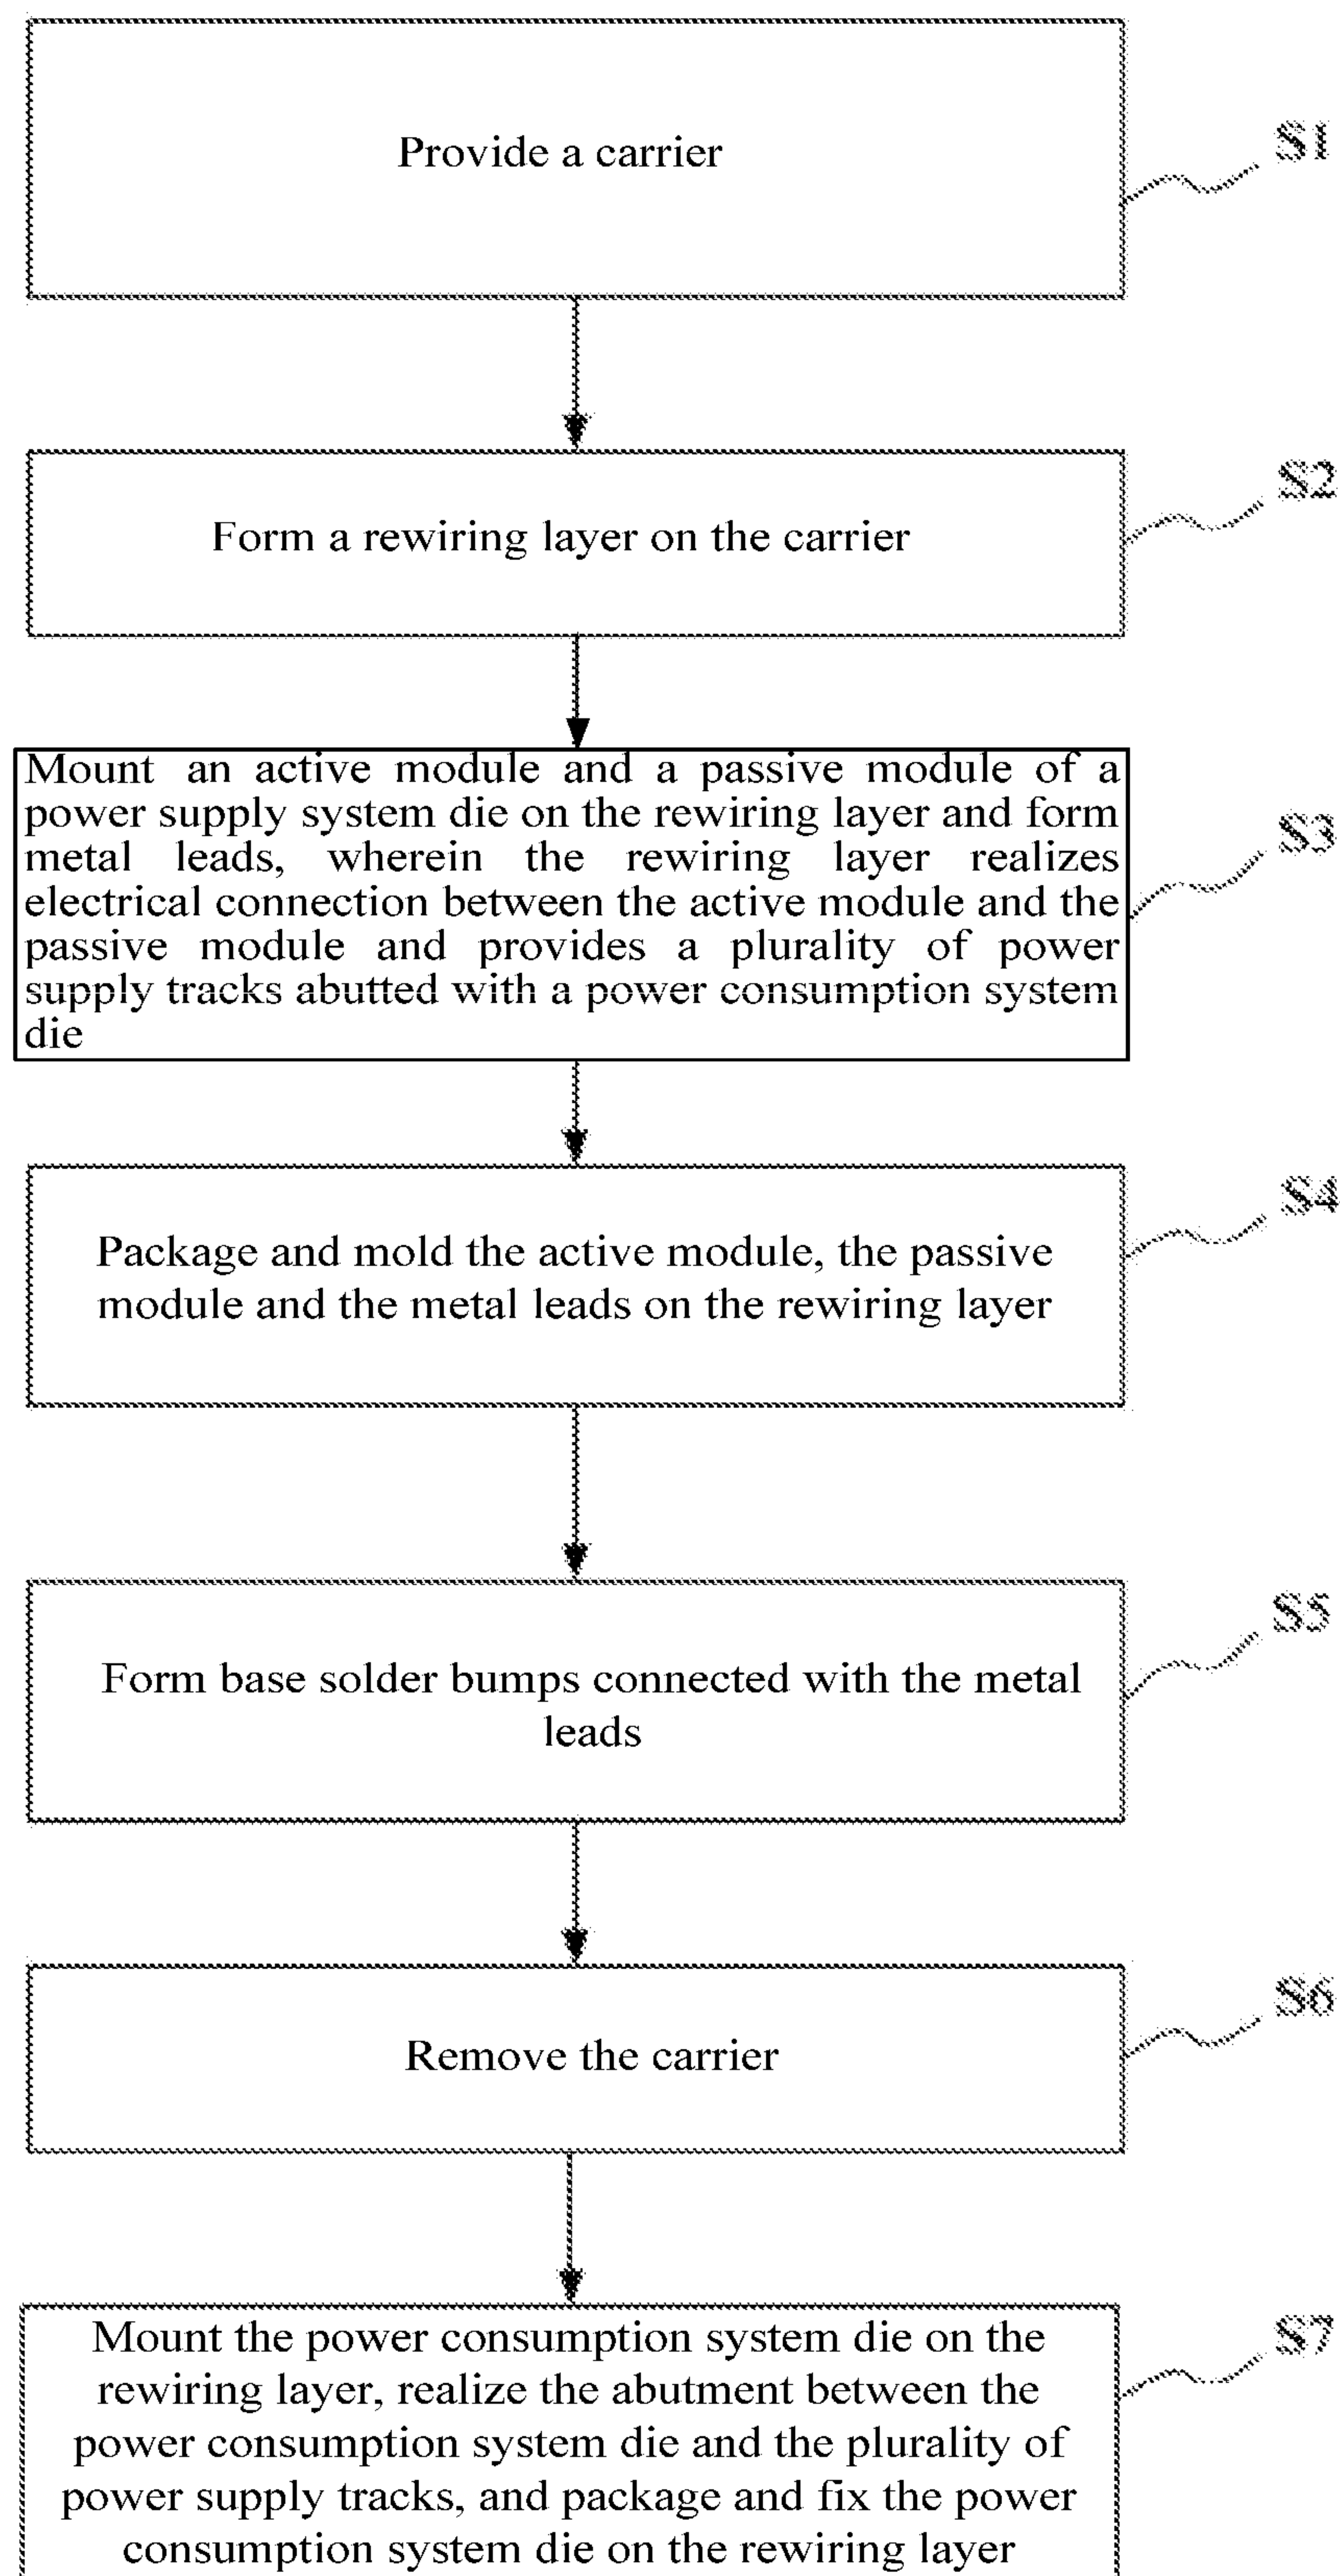 Provide a carrier
S1
Form a rewiring layer on the carrier
S2
Mount an active module and a passive module of a
power supply system die on the rewiring layer and form
metal leads, wherein the rewiring layer realizes
electrical connection between the active module and the
passive module and provides a plurality of power
supply tracks abutted with a power consumption system
die
S3
Package and mold the active module, the passive
module and the metal leads on the rewiring layer
S4
Form base solder bumps connected with the metal
leads
S5
Remove the carrier
S6
Mount the power consumption system die on the
rewiring layer, realize the abutment between the
power consumption system die and the plurality of
power supply tracks, and package and fix the power
consumption system die on the rewiring layer
S7